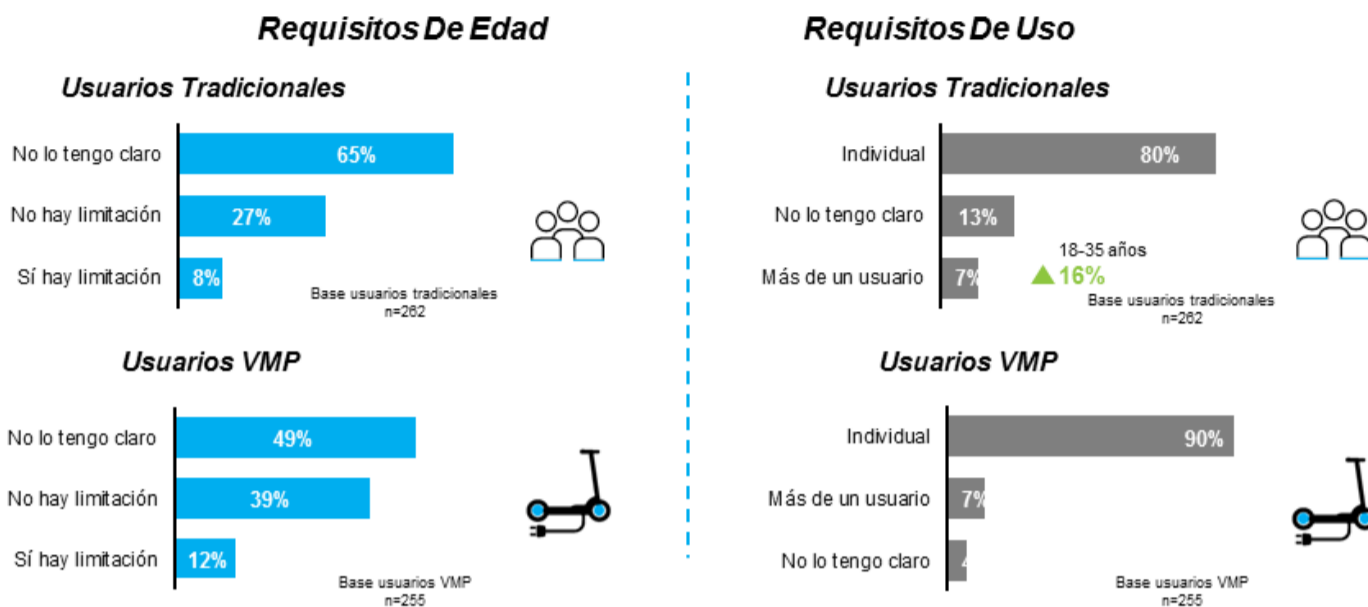 Requisitos De Edad
Usuarios Tradicionales
No lo tengo claro 65%
No hay limitación 27%
Sí hay limitación 8%
Base usuarios tradicionales
n=262
Usuarios VMP
No lo tengo claro 49%
No hay limitación 39%
Sí hay limitación 12%
Base usuarios VMP
n=255
Requisitos De Uso
Usuarios Tradicionales
Individual 80%
No lo tengo claro 13%
18-35 años
Más de un usuario 7% 16%
Base usuarios tradicionales
n=262
Usuarios VMP
Individual 90%
Más de un usuario 7%
No lo tengo claro 4
Base usuarios VMP
n=255